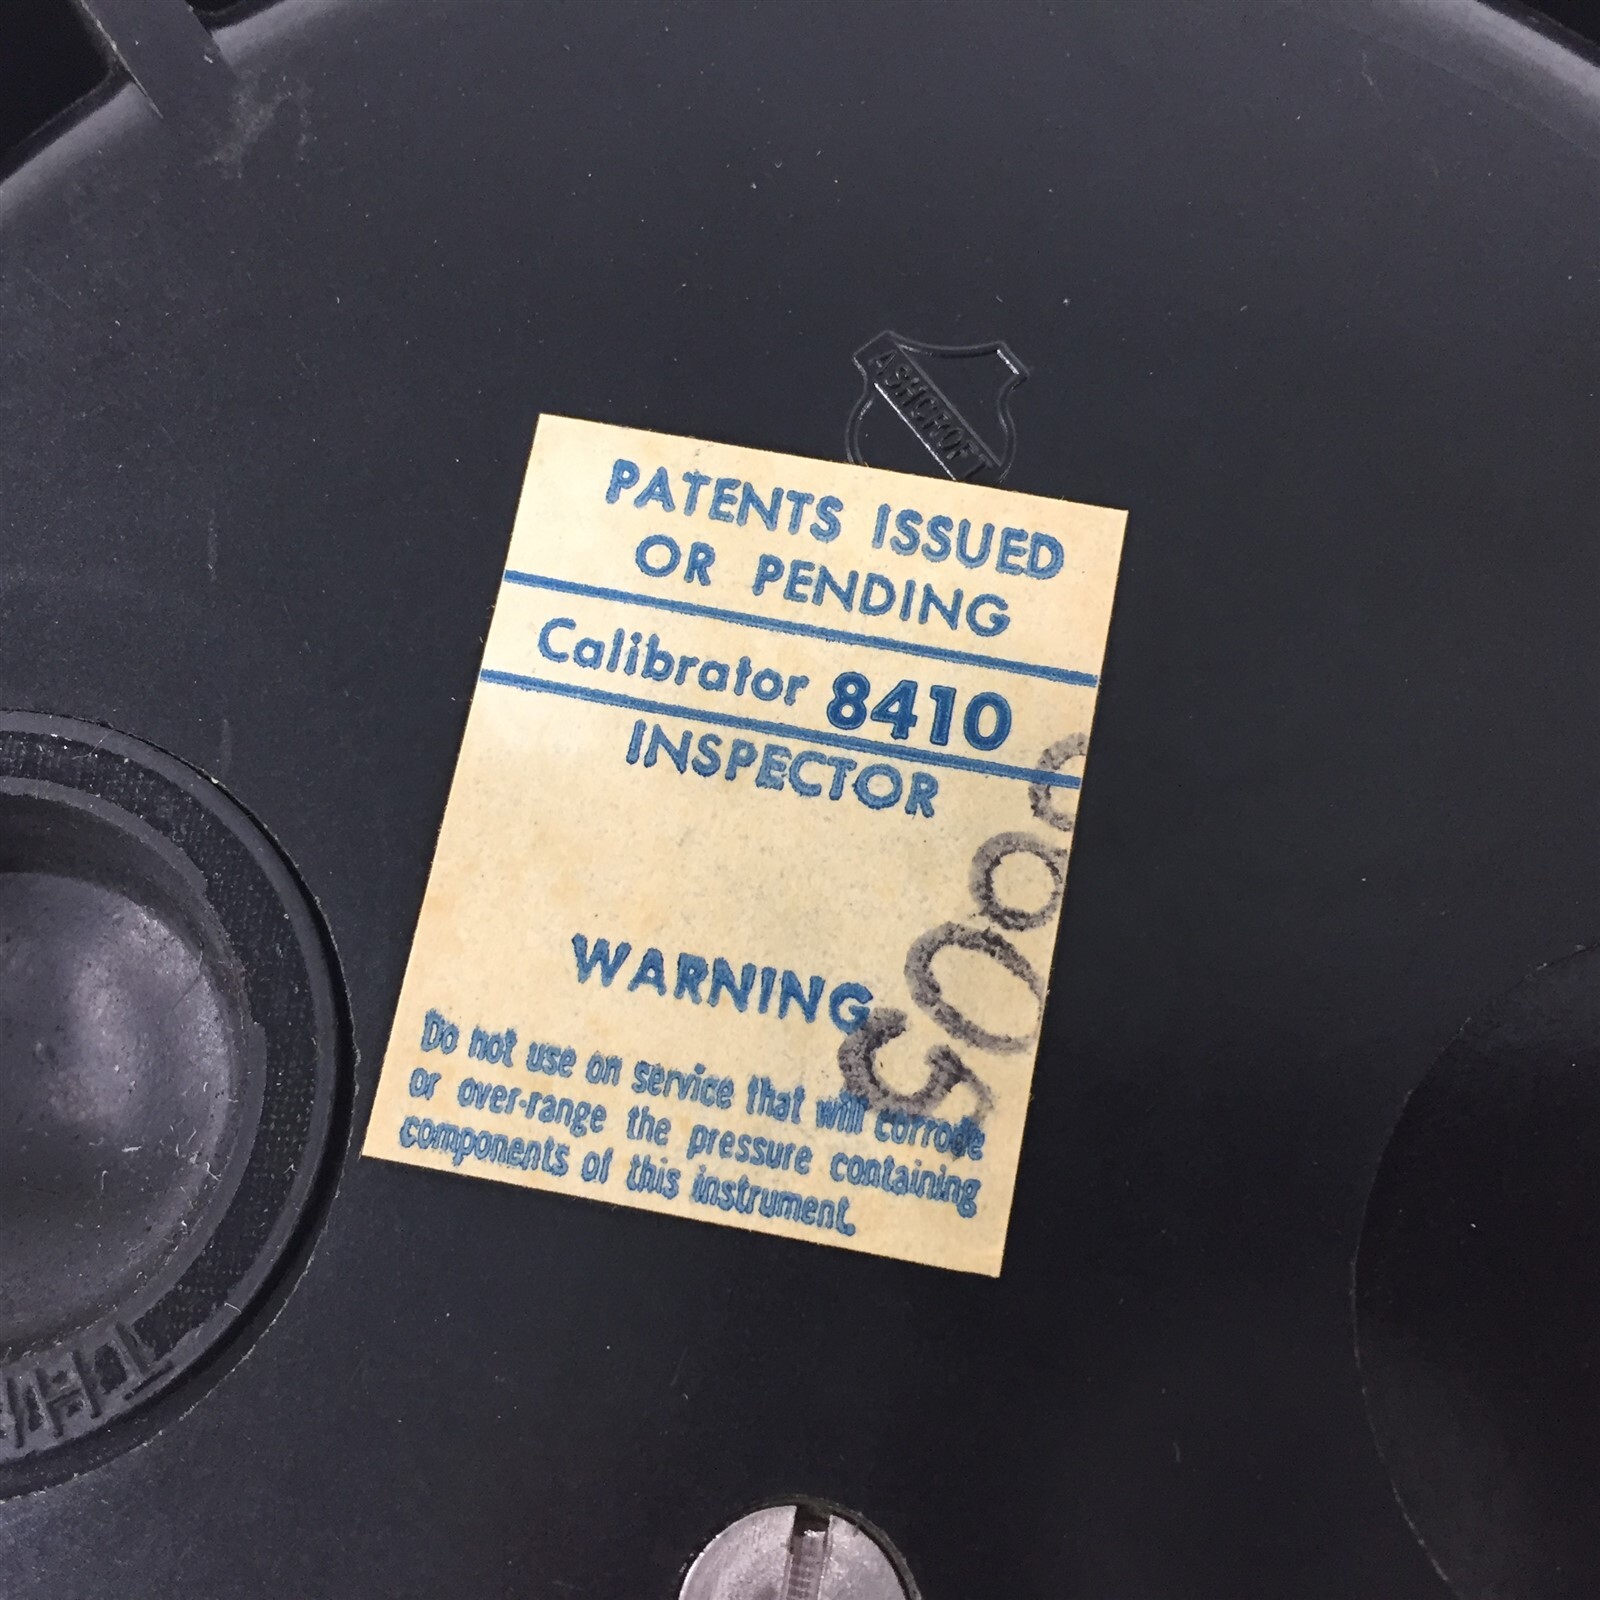 ASHCROFT
PATENTS ISSUED
OR PENDING
Calibrator 8410
INSPECTOR
WARNING
Do not use on service that will corrode
or over-range the pressure containing
components of this instrument.